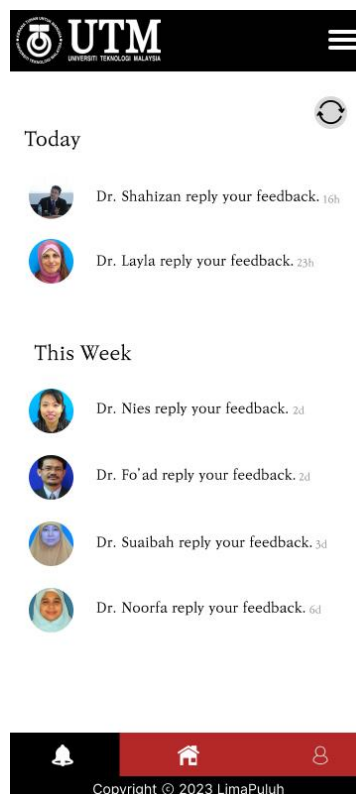 UTM
UNIVERSITI TEKNOLOGI MALAYSIA
Today
Dr. Shahizan reply your feedback. 16h
Dr. Layla reply your feedback. 23h
This Week
Dr. Nies reply your feedback. 2d
Dr. Fo'ad reply your feedback. 2d
Dr. Suaibah reply your feedback. 3d
Dr. Noorfa reply your feedback. 6d
Copyright © 2023 LimaPuluh